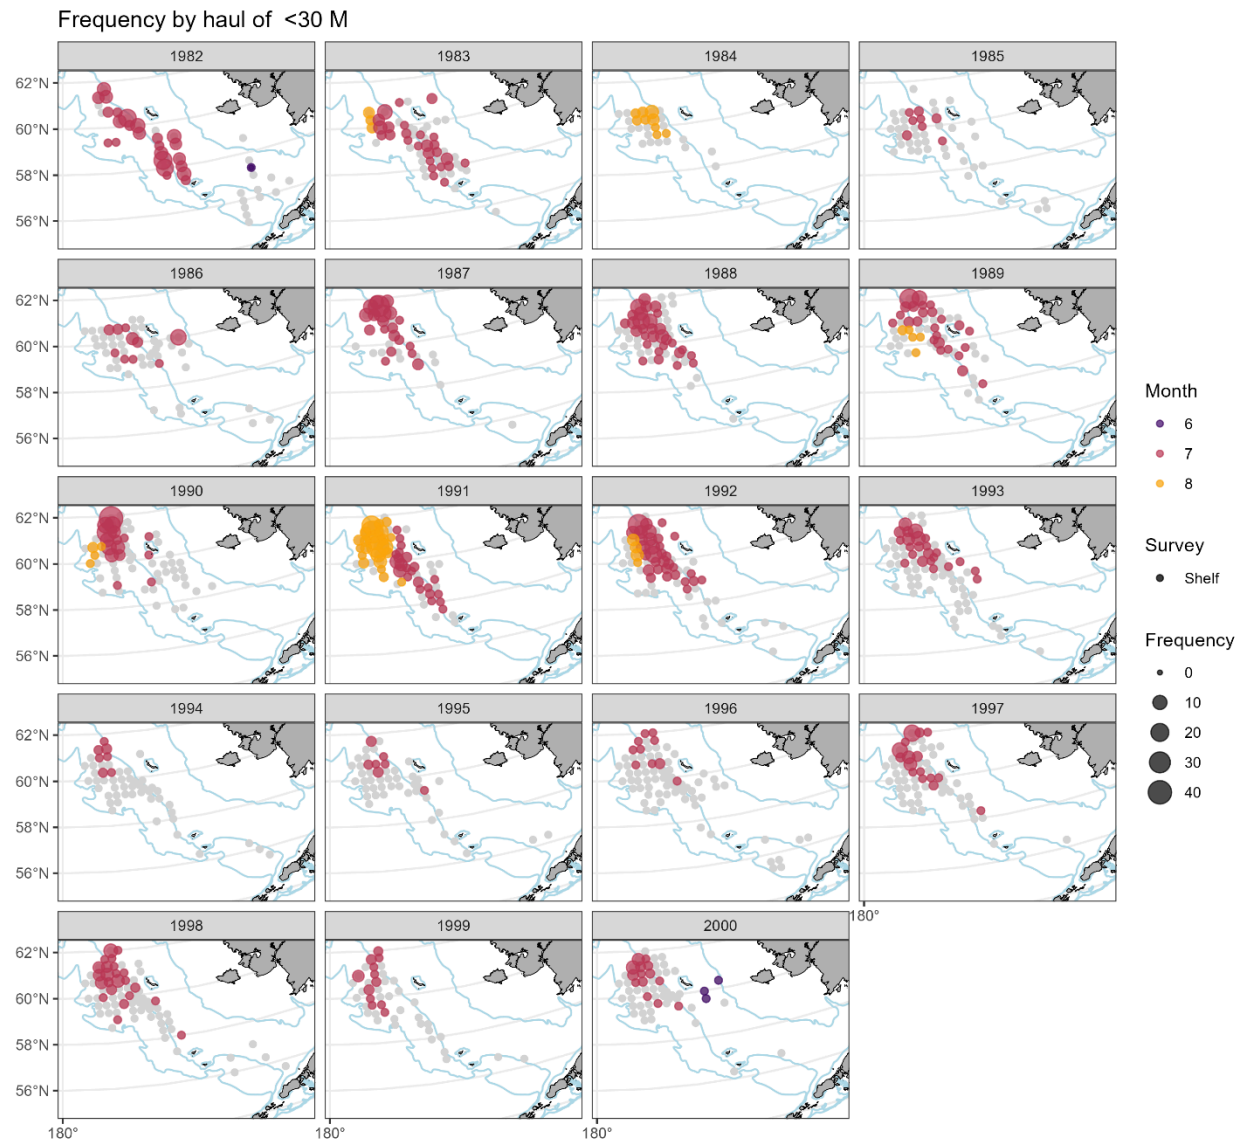 Frequency by haul of <30 M
1982
1983
1984
1985
62°N
60°N
58°N
56°N
1986
1987
1988
1989
62°N
60°N
58°N
56°N
1990
1991
1992
1993
62°N
60°N
58°N
56°N
1994
1995
1996
1997
62°N
60°N
58°N
56°N
180°
1998
1999
2000
62°N
60°N
58°N
56°N
180°
180°
180°
Month
6
7
8
Survey
Shelf
Frequency
0
10
20
30
40